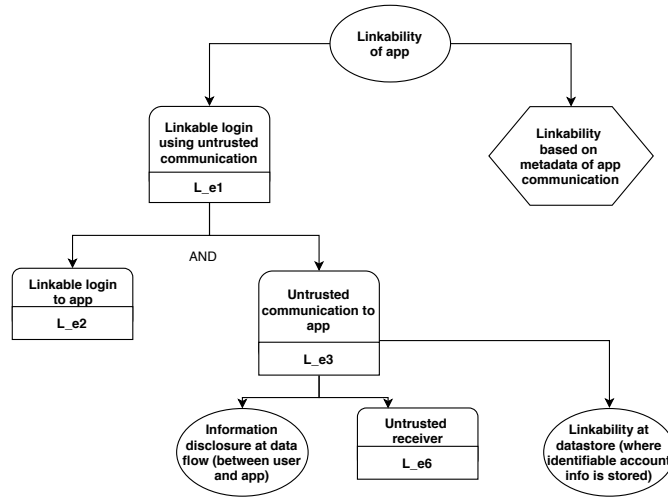 Linkability
of app
Linkable login
using untrusted
communication
L_e1
Linkability
based on
metadata of app
communication
AND
Linkable login
to app
L_e2
Untrusted
communication to
app
L_e3
Information
disclosure at data
flow (between user
and app)
Untrusted
receiver
L_e6
Linkability at
datastore (where
identifiable account
info is stored)